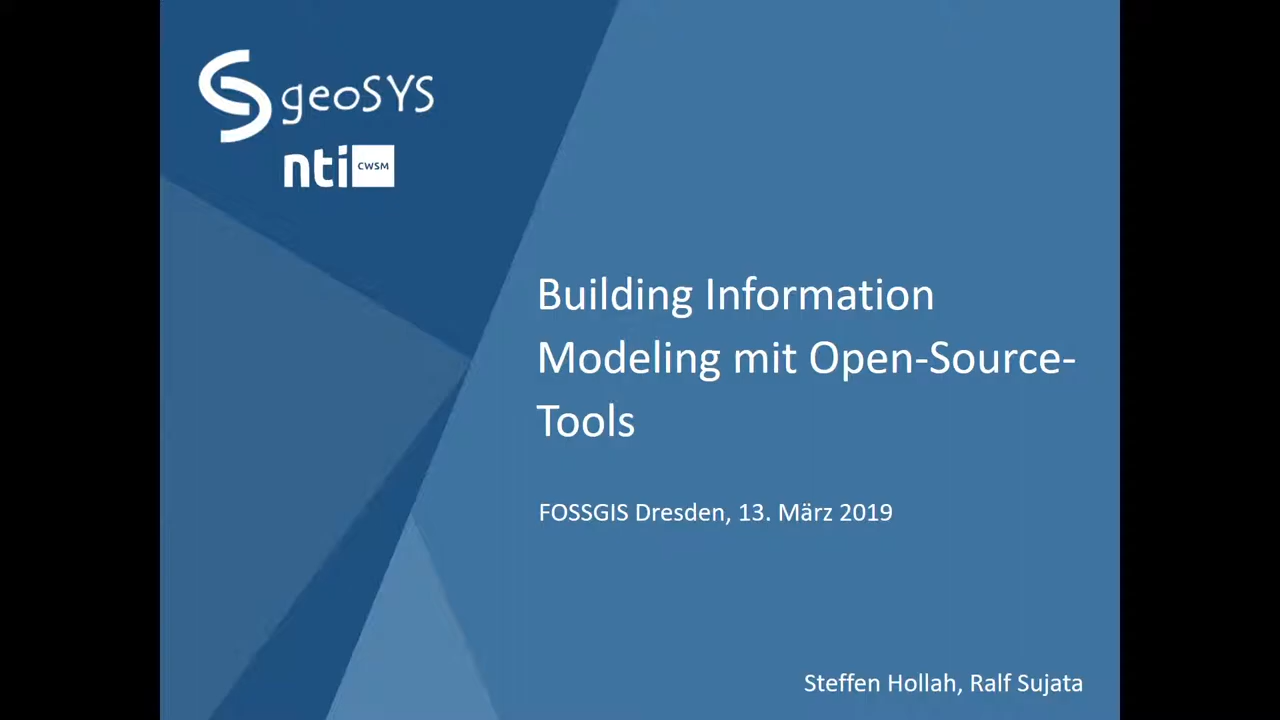 geoSYS
nti CWSM
Building Information
Modeling mit Open-Source-
Tools
FOSSGIS Dresden, 13. März 2019
Steffen Hollah, Ralf Sujata